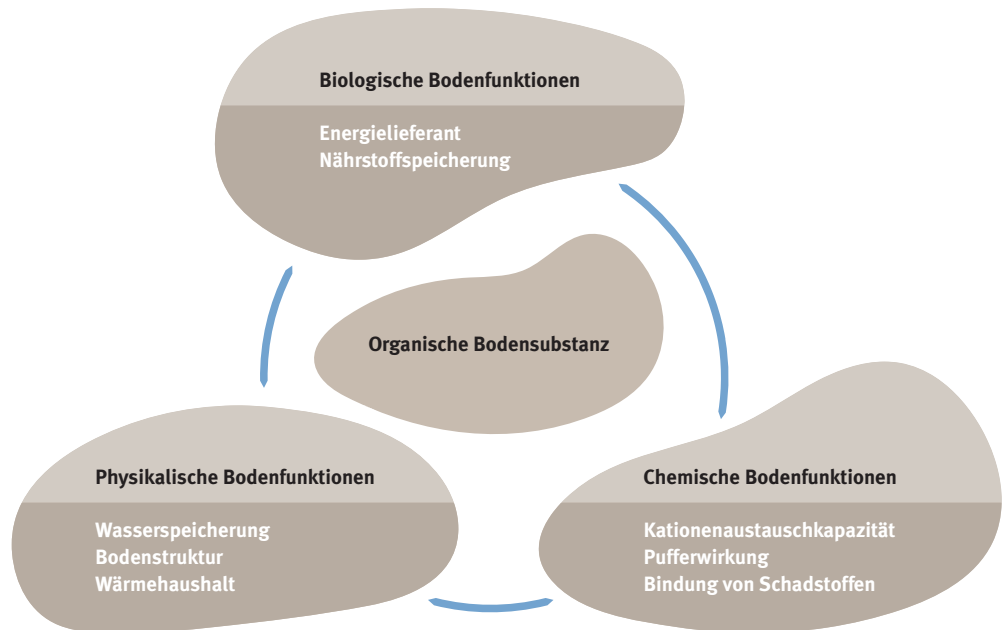 Biologische Bodenfunktionen
Energielieferant
Nährstoffspeicherung
Organische Bodensubstanz
Physikalische Bodenfunktionen
Wasserspeicherung
Bodenstruktur
Wärmehaushalt
Chemische Bodenfunktionen
Kationenaustauschkapazität
Pufferwirkung
Bindung von Schadstoffen